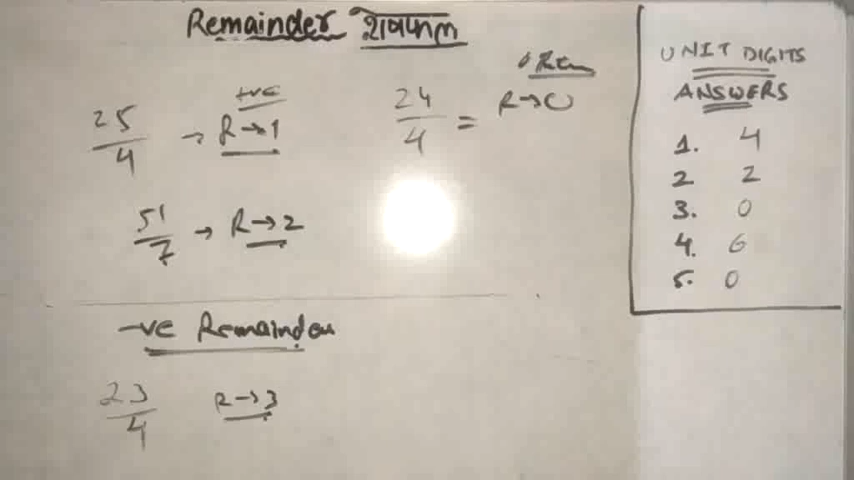 Remainder शेषफल
+ve
25/4 → R→1
24/4 = R→0
51/7 → R→2
-ve Remainder
23/4 R→3
UNIT DIGITS
ANSWERS
1. 4
2 2
3. 0
4. 6
5. 0